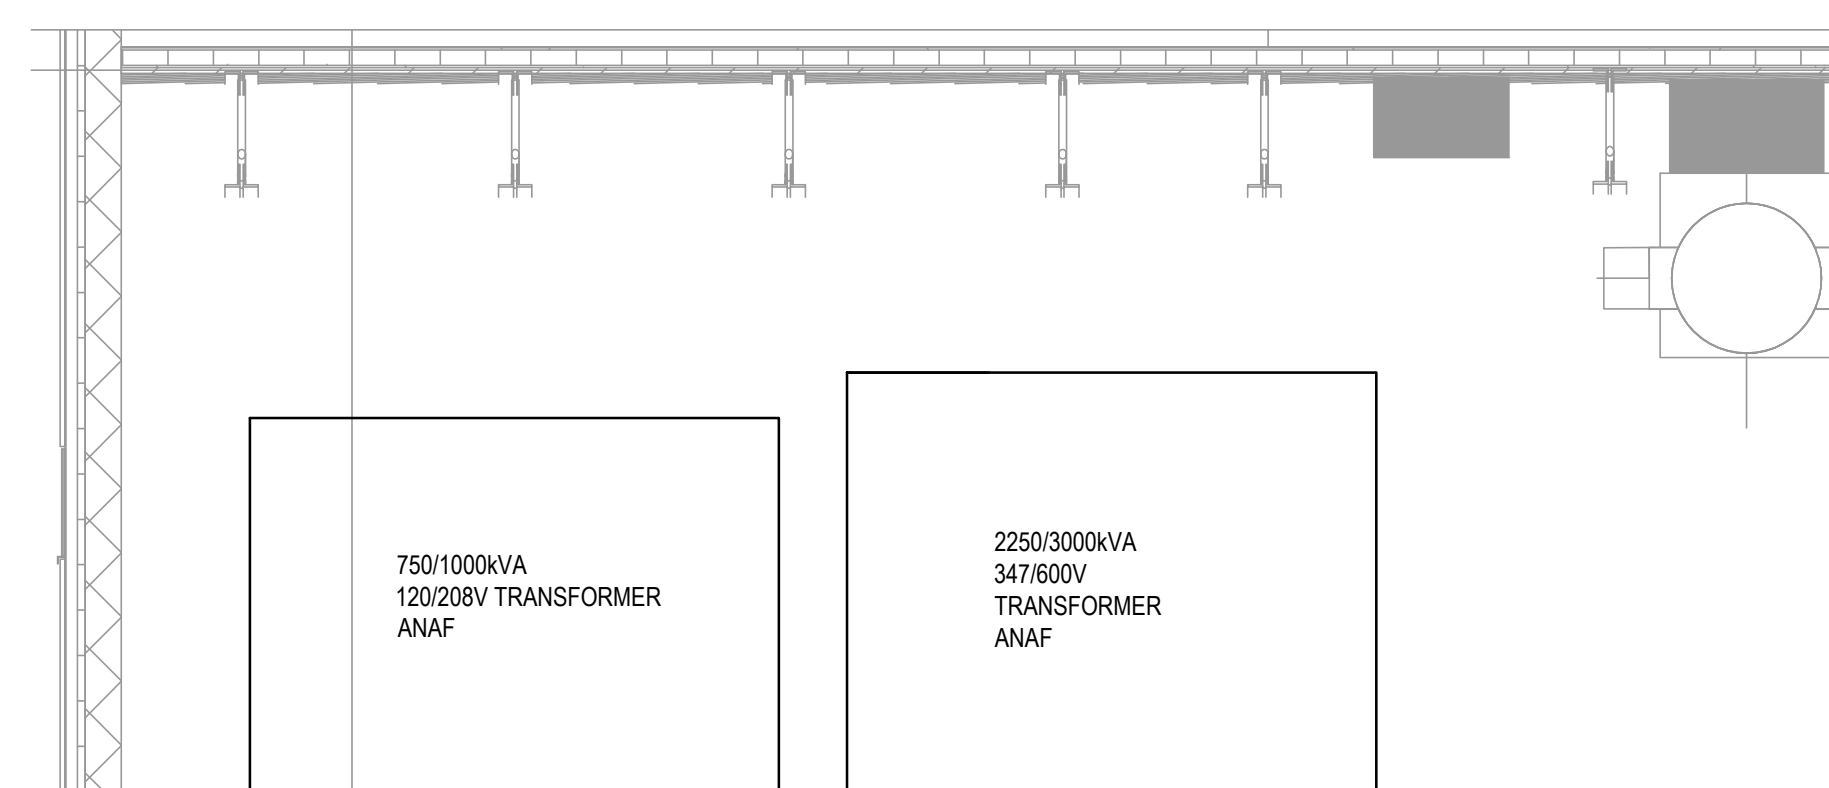 750/1000kVA
120/208V TRANSFORMER
ANAF
2250/3000kVA
347/600V
TRANSFORMER
ANAF